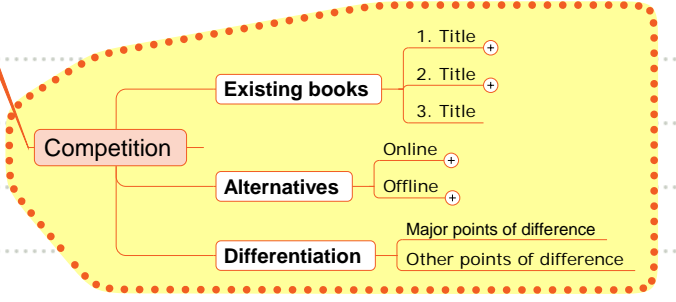 Competition
Existing books
1. Title
2. Title
3. Title
Alternatives
Online
Offline
Differentiation
Major points of difference
Other points of difference